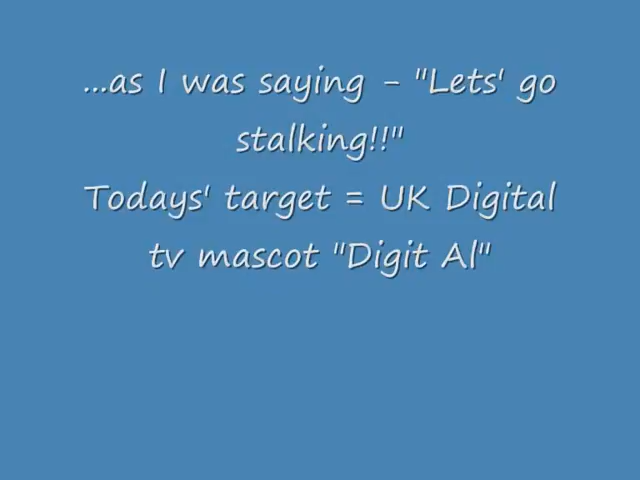 ...as I was saying - "Lets' go
stalking!!"
Todays' target = UK Digital
tv mascot "Digit Al"